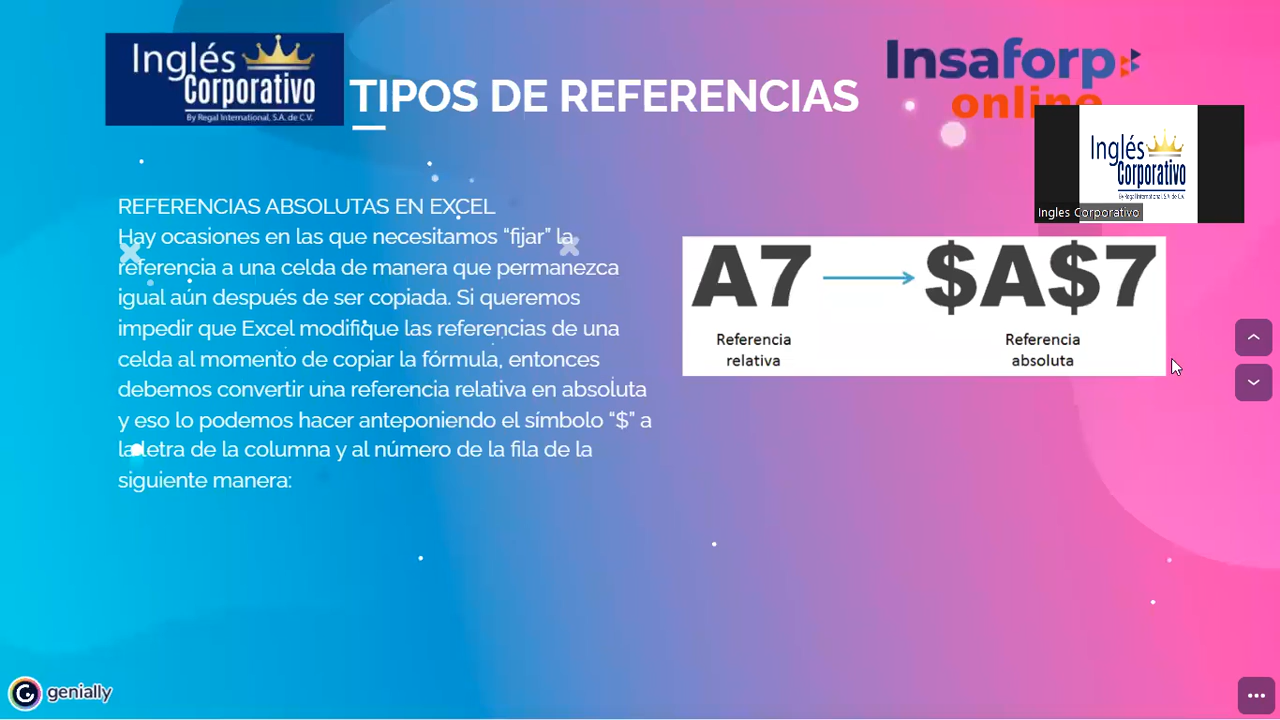 Inglés
Corporativo
By Regal International, S.A. de C.V.
TIPOS DE REFERENCIAS
Insaforp
online
Inglés
Corporativo
By Regal International, S.A. de C.V.
Ingles Corporativo
REFERENCIAS ABSOLUTAS EN EXCEL
Hay ocasiones en las que necesitamos “fijar” la
referencia a una celda de manera que permanezca
igual aún después de ser copiada. Si queremos
impedir que Excel modifique las referencias de una
celda al momento de copiar la fórmula, entonces
debemos convertir una referencia relativa en absoluta
y eso lo podemos hacer anteponiendo el símbolo “$” a
la letra de la columna y al número de la fila de la
siguiente manera:
A7 $A$7
Referencia
relativa
Referencia
absoluta
genially